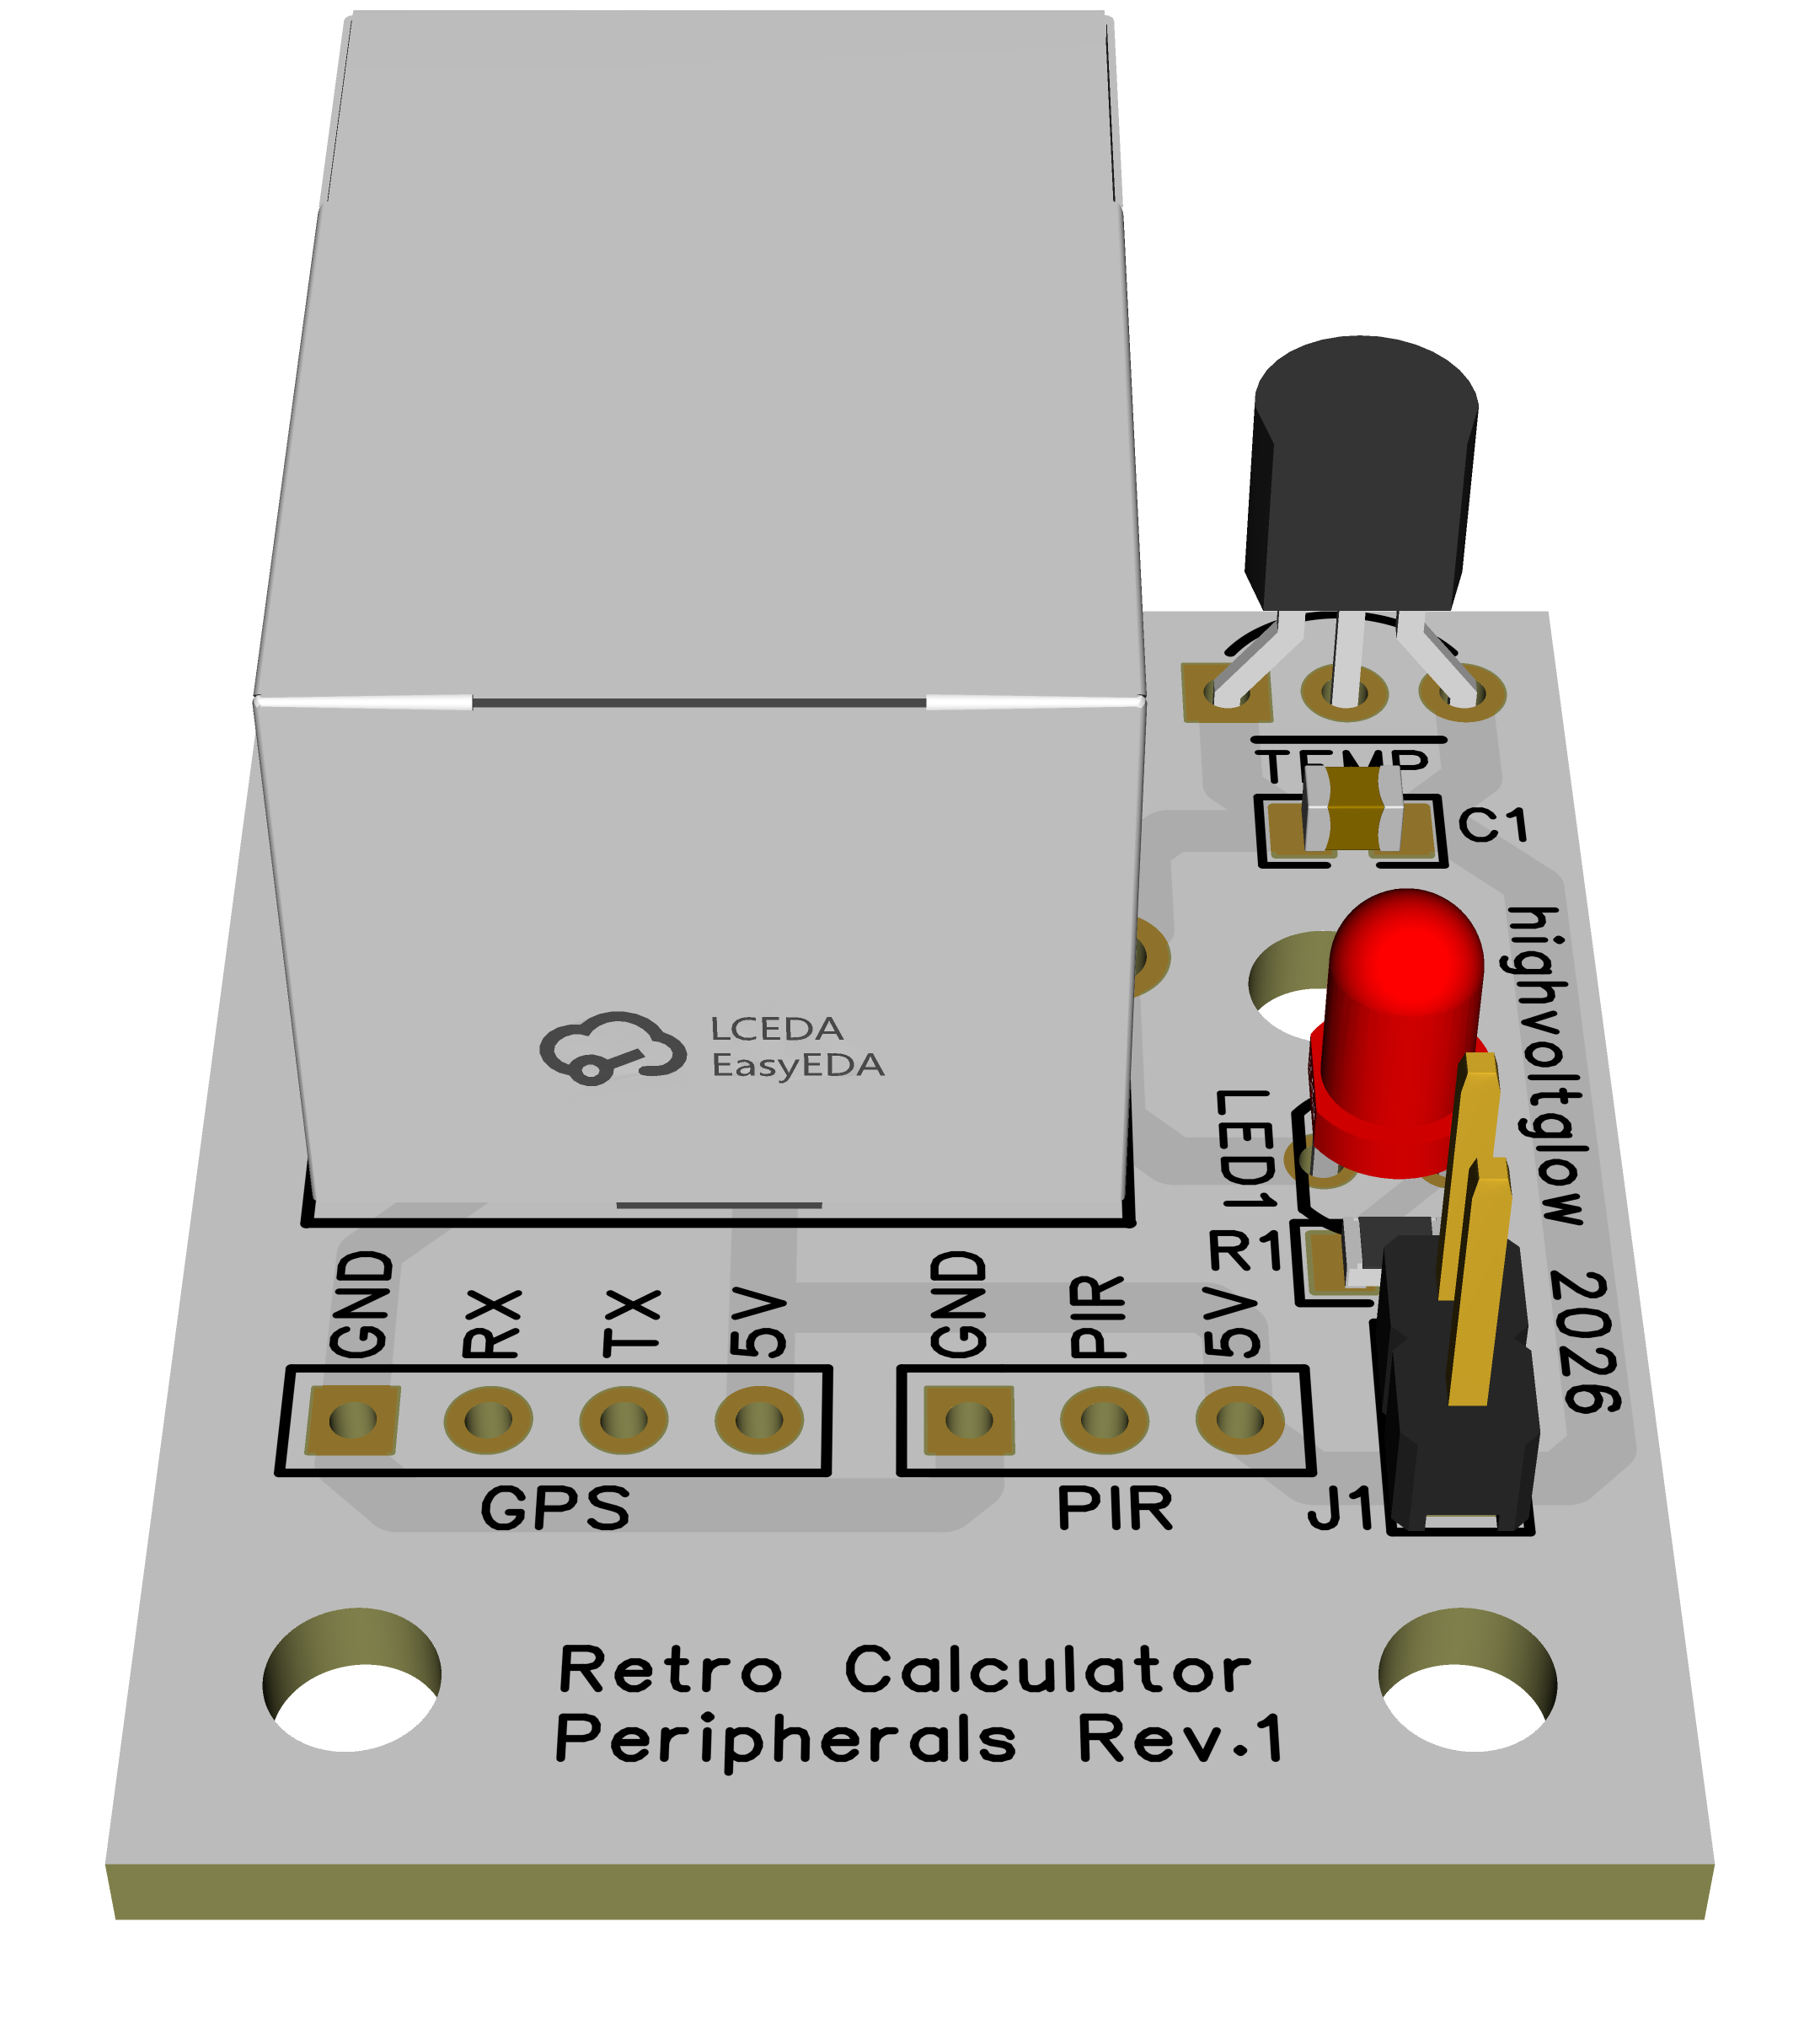 TEMP
C1
highvoltglow 2026
LCEDA
EasyEDA
LED1
R1
GND RX TX 5V GND PIR 5V
GPS PIR J1
Retro Calculator
Peripherals Rev.1